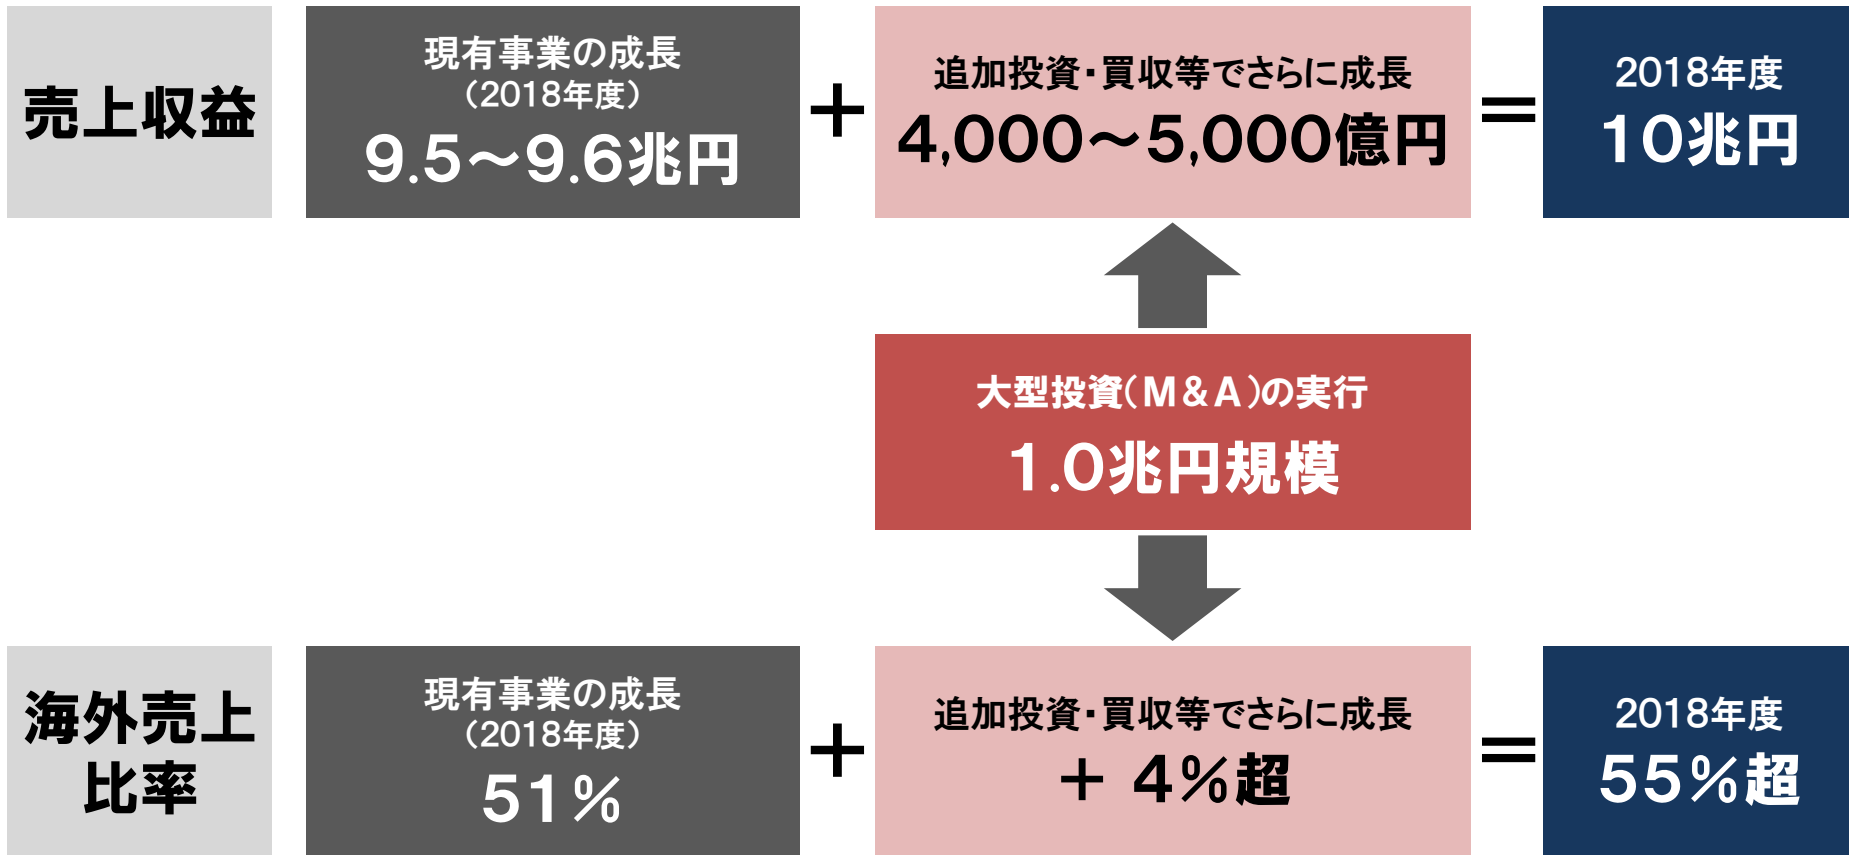 売上収益
現有事業の成長
（2018年度）
9.5～9.6兆円
＋
追加投資・買収等でさらに成長
4,000～5,000億円
＝
2018年度
10兆円
大型投資（M＆A）の実行
1.0兆円規模
海外売上
比率
現有事業の成長
（2018年度）
51％
＋
追加投資・買収等でさらに成長
＋ 4％超
＝
2018年度
55％超